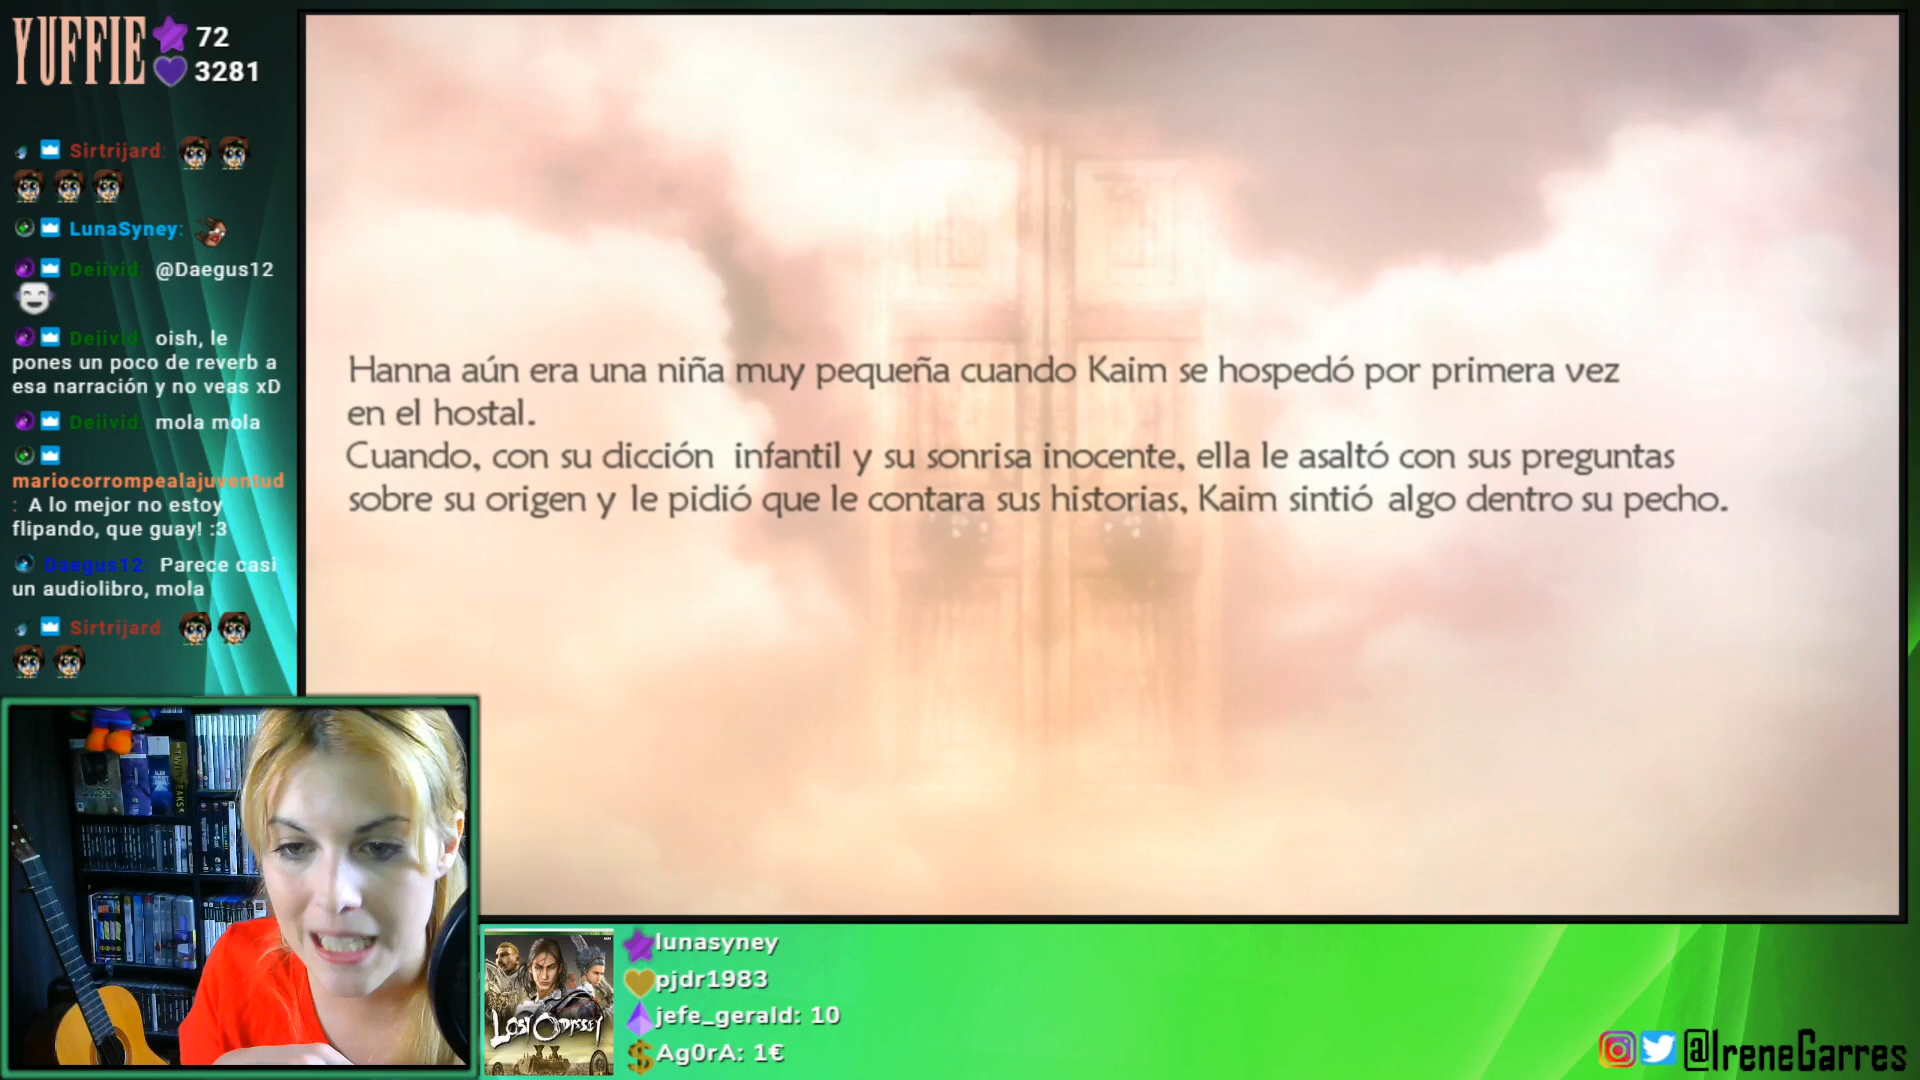 YUFFIE
72
3281
Sirtrijard:
LunaSyney:
Deiivid: @Daegus12
Deiivid: oish, le
pones un poco de reverb a
esa narración y no veas xD
Deiivid: mola mola
mariocorrompealajuventud
: A lo mejor no estoy
flipando, que guay! :3
Daegus12: Parece casi
un audiolibro, mola
Sirtrijard:
Hanna aún era una niña muy pequeña cuando Kaim se hospedó por primera vez
en el hostal.
Cuando, con su dicción infantil y su sonrisa inocente, ella le asaltó con sus preguntas
sobre su origen y le pidió que le contara sus historias, Kaim sintió algo dentro su pecho.
TWIN PEAKS
LOST ODYSSEY
lunasyney
pjdr1983
jefe_gerald: 10
Ag0rA: 1€
@IreneGarres